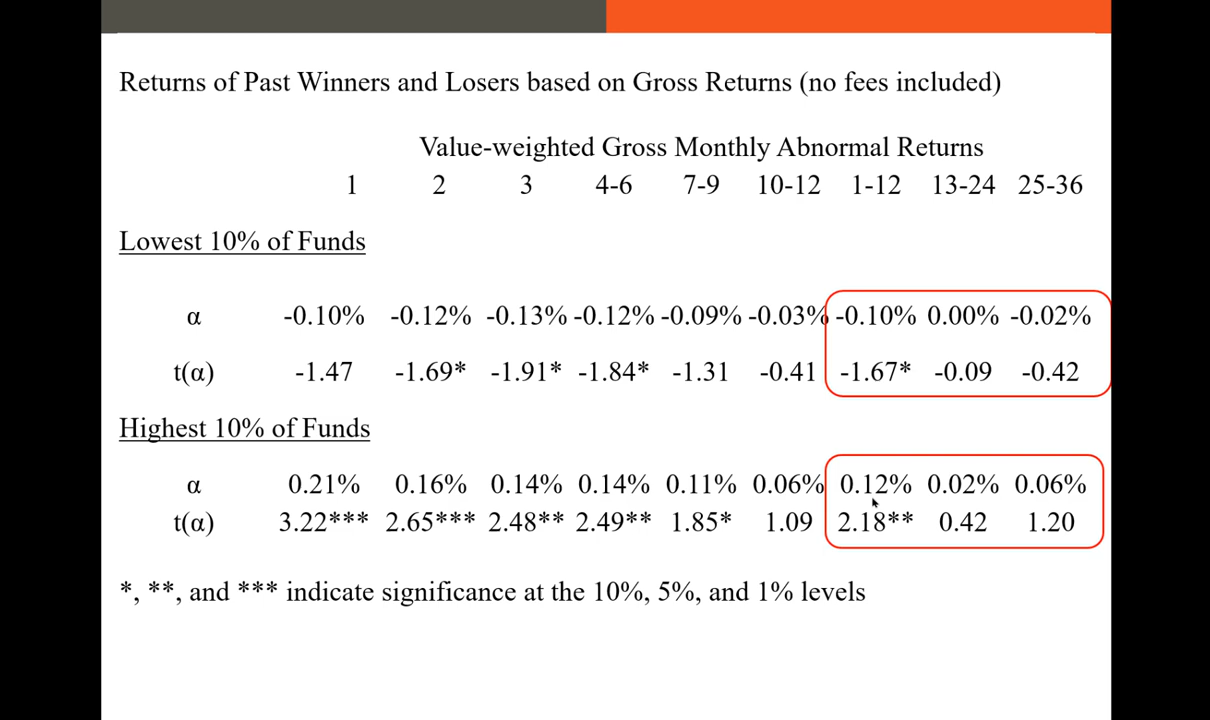 Returns of Past Winners and Losers based on Gross Returns (no fees included)
Value-weighted Gross Monthly Abnormal Returns
1 2 3 4-6 7-9 10-12 1-12 13-24 25-36
Lowest 10% of Funds
α -0.10% -0.12% -0.13% -0.12% -0.09% -0.03% -0.10% 0.00% -0.02%
t(α) -1.47 -1.69* -1.91* -1.84* -1.31 -0.41 -1.67* -0.09 -0.42
Highest 10% of Funds
α 0.21% 0.16% 0.14% 0.14% 0.11% 0.06% 0.12% 0.02% 0.06%
t(α) 3.22*** 2.65*** 2.48** 2.49** 1.85* 1.09 2.18** 0.42 1.20
*, **, and *** indicate significance at the 10%, 5%, and 1% levels